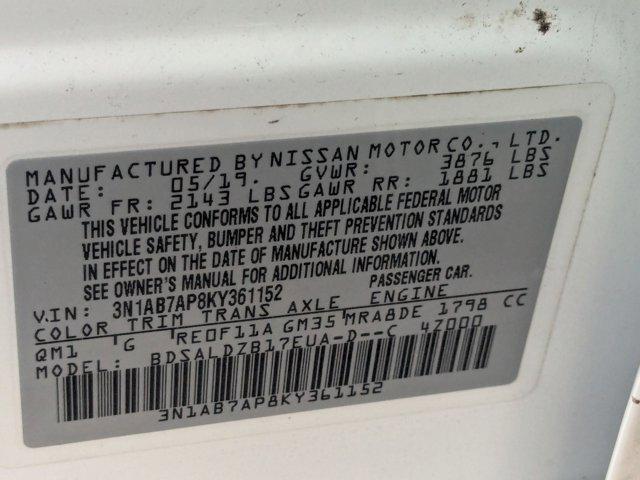 MANUFACTURED BY NISSAN MOTOR CO., LTD.
DATE: 05/19. GVWR: 3876 LBS
GAWR FR: 2143 LBS GAWR RR: 1881 LBS
THIS VEHICLE CONFORMS TO ALL APPLICABLE FEDERAL MOTOR
VEHICLE SAFETY, BUMPER AND THEFT PREVENTION STANDARDS
IN EFFECT ON THE DATE OF MANUFACTURE SHOWN ABOVE.
SEE OWNER'S MANUAL FOR ADDITIONAL INFORMATION.
V.IN: 3N1AB7AP8KY361152 PASSENGER CAR.
COLOR TRIM TRANS AXLE ENGINE
QM1 G RE0F11A GM35 MRA8DE 1798 CC
MODEL: BDSALDZB17EUA-D--C 4Z000
3N1AB7AP8KY361152